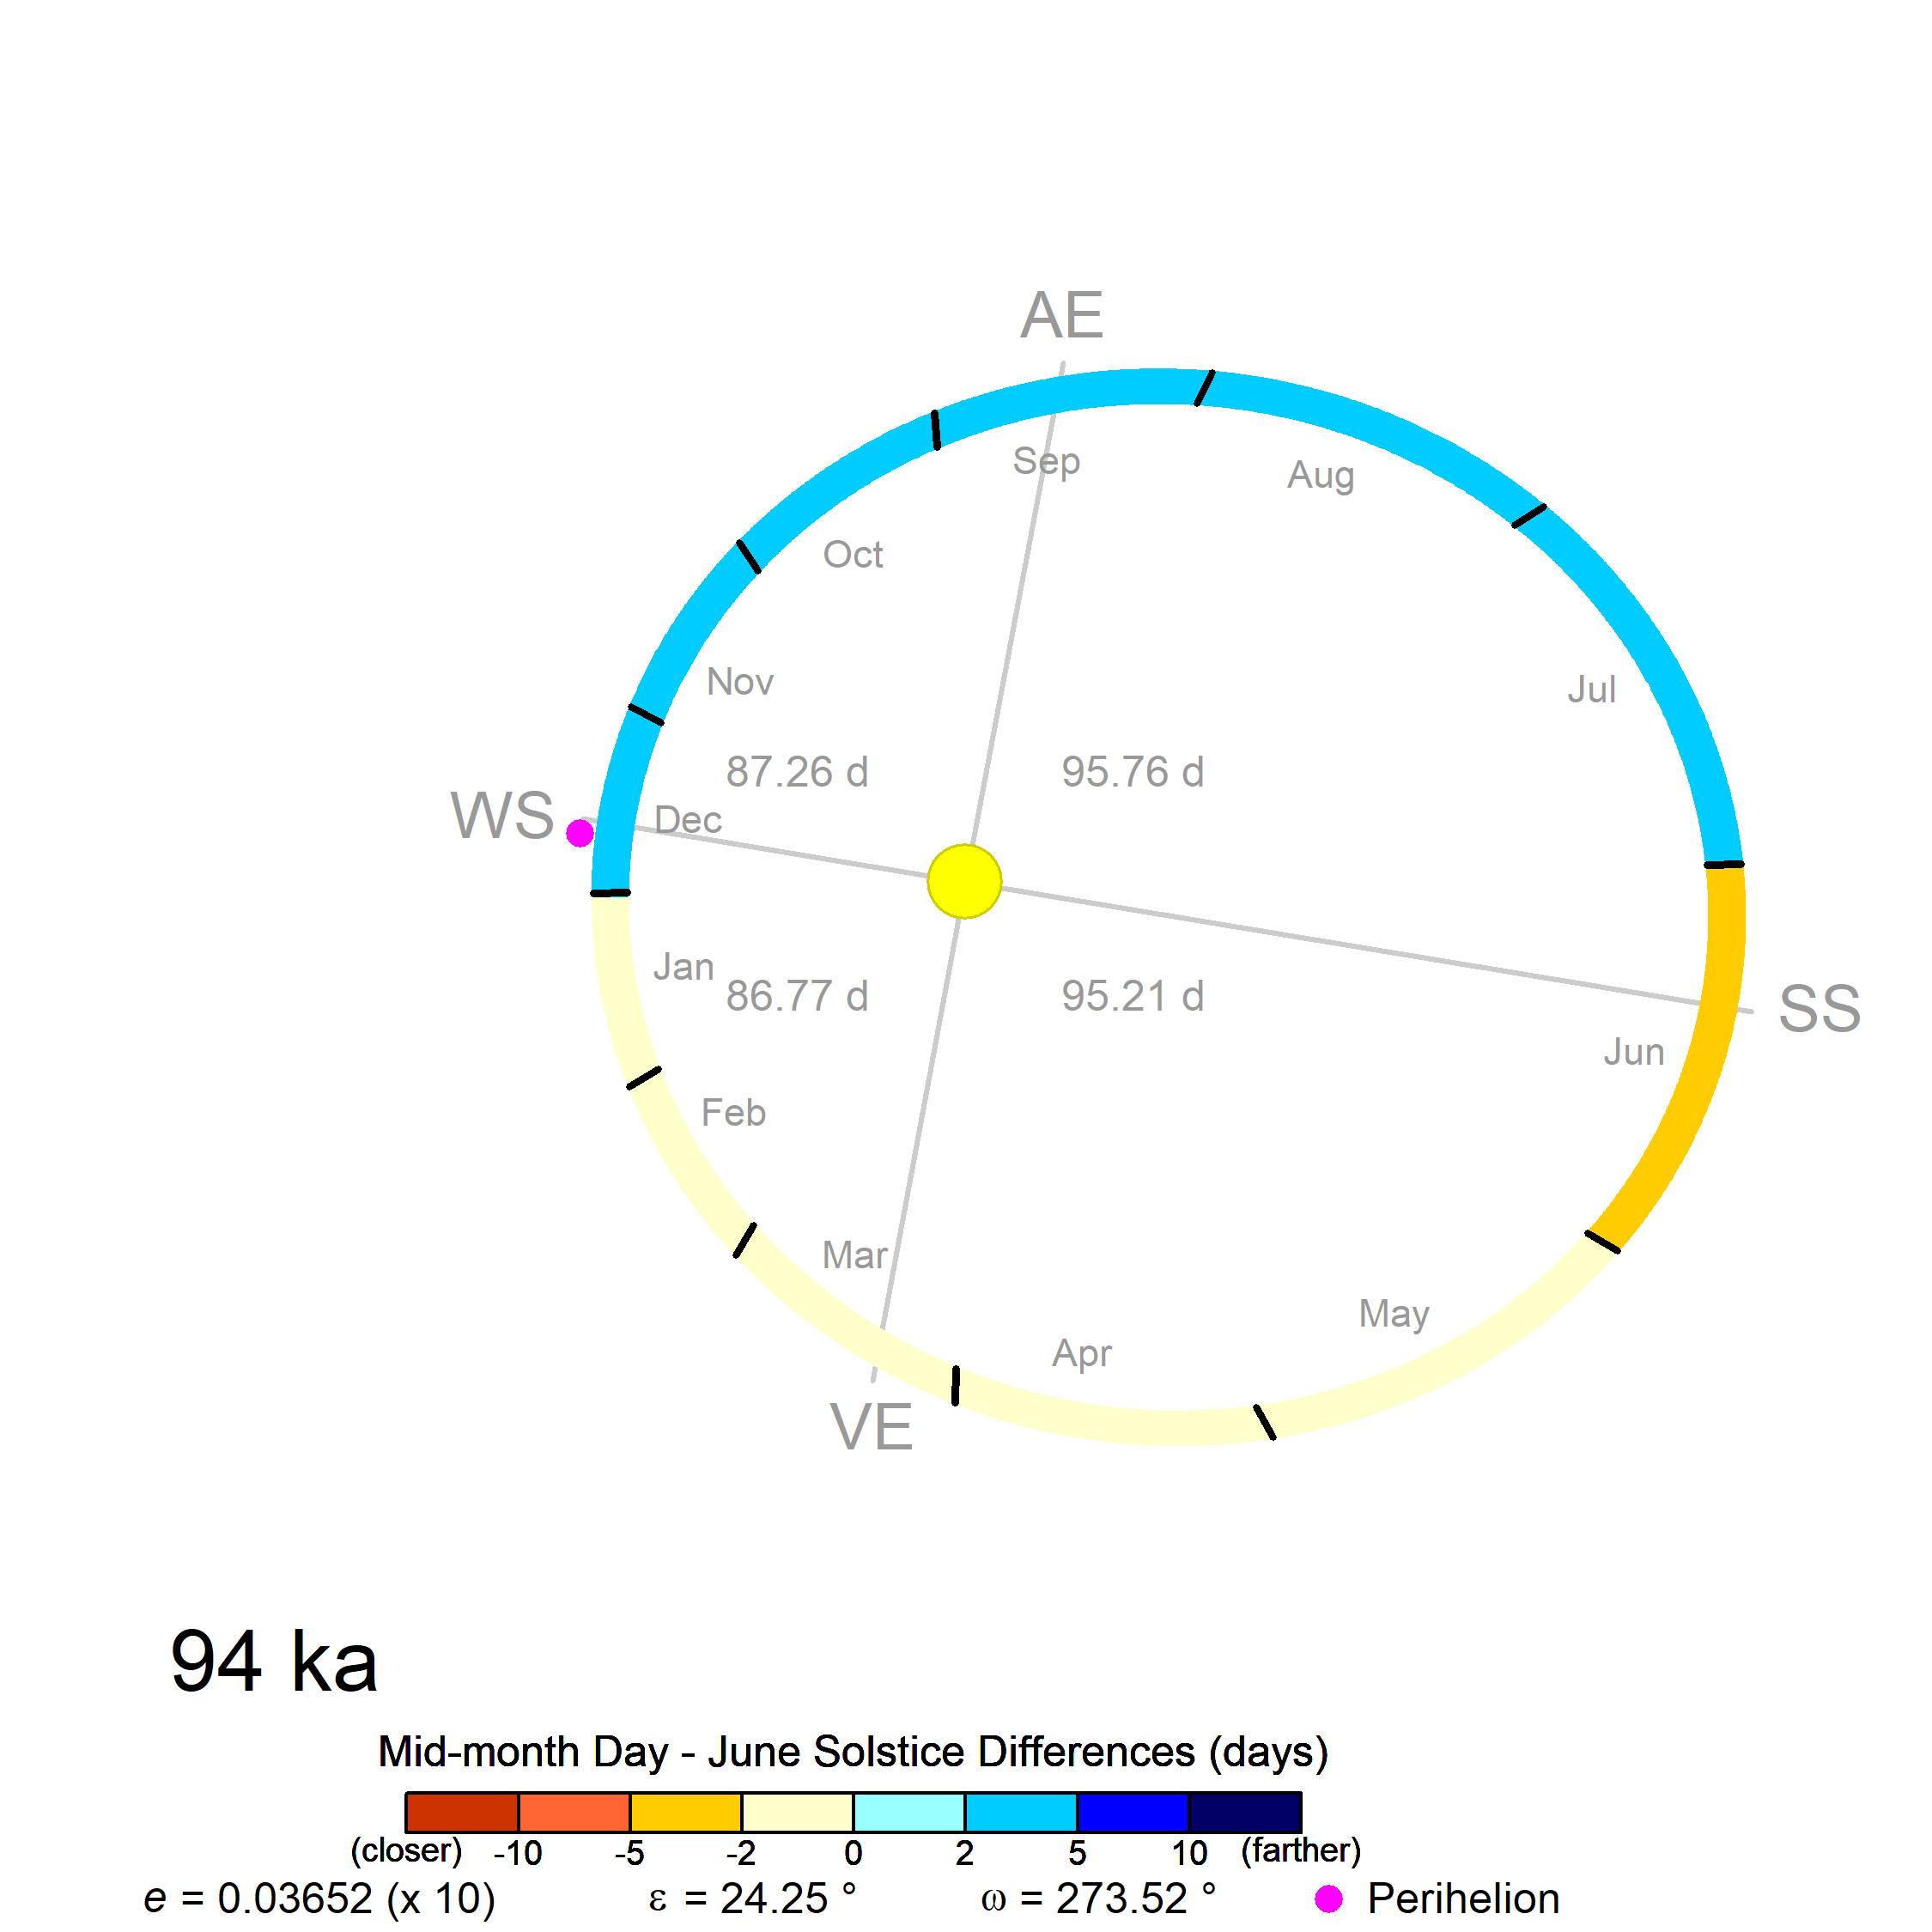 AE
Sep
Aug
Oct
Nov
Jul
87.26 d
95.76 d
WS
Dec
Jan
86.77 d
95.21 d
SS
Jun
Feb
Mar
May
Apr
VE
94 ka
Mid-month Day - June Solstice Differences (days)
(closer) -10 -5 -2 0 2 5 10 (farther)
e = 0.03652 (x 10) ε = 24.25 ° ω = 273.52 ° Perihelion